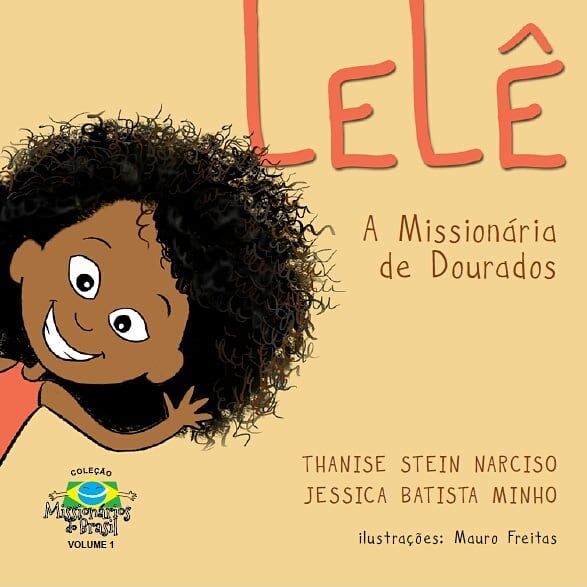 LELÊ
A Missionária
de Dourados
THANISE STEIN NARCISO
JESSICA BATISTA MINHO
ilustrações: Mauro Freitas
COLEÇÃO
Missionários do Brasil
VOLUME 1